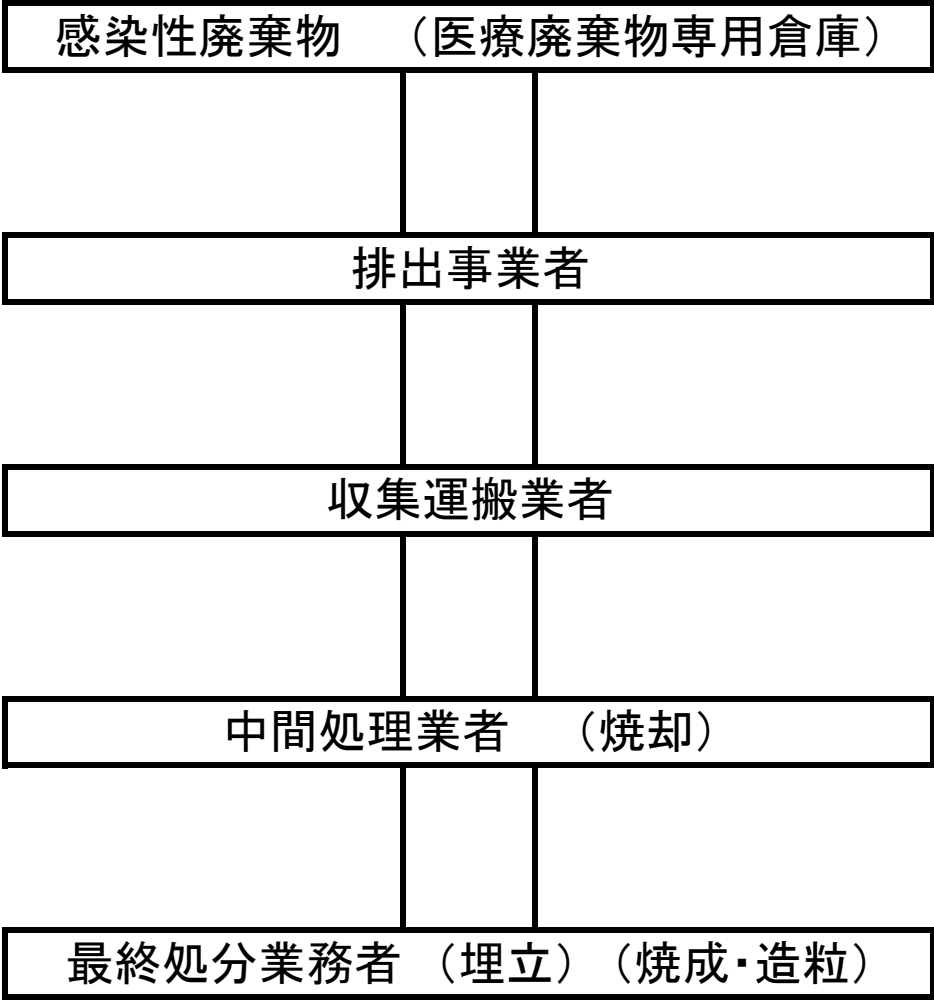 感染性廃棄物　（医療廃棄物専用倉庫）
排出事業者
収集運搬業者
中間処理業者　（焼却）
最終処分業務者 （埋立）（焼成・造粒）